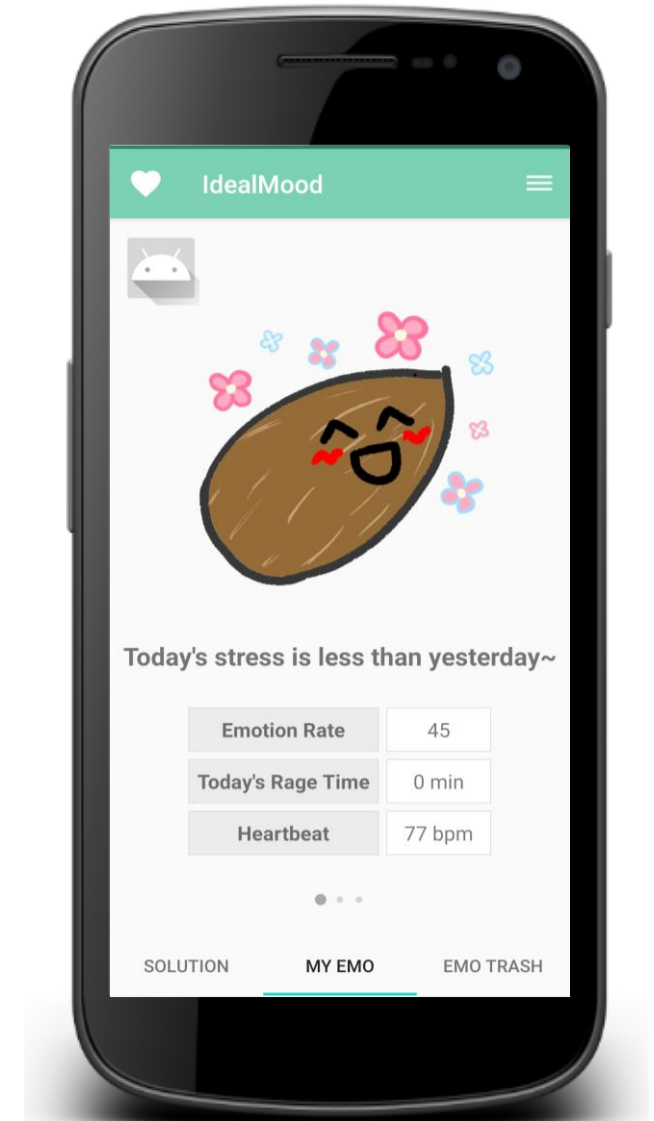 IdealMood
Today's stress is less than yesterday~
Emotion Rate 45
Today's Rage Time 0 min
Heartbeat 77 bpm
SOLUTION MY EMO EMO TRASH